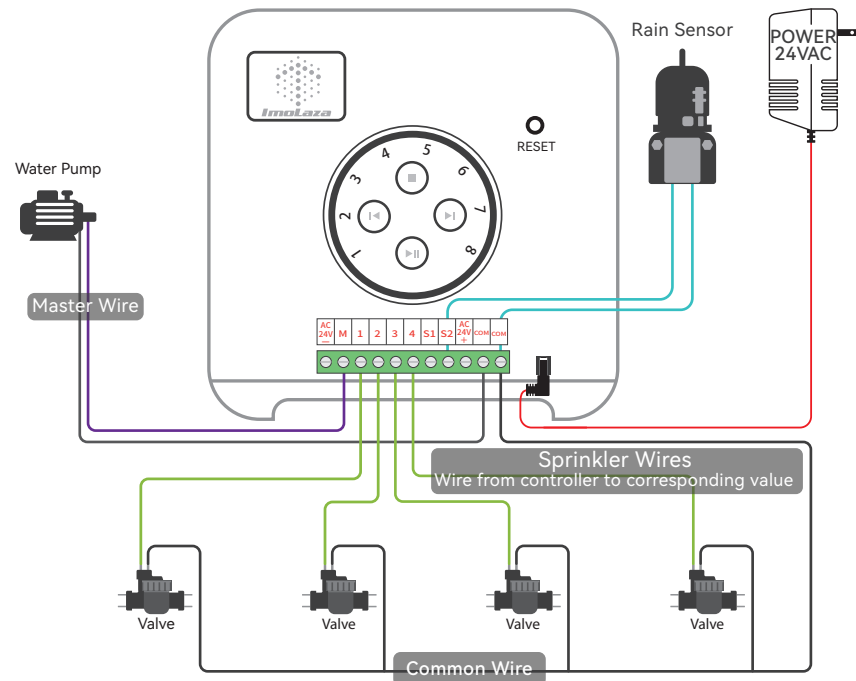 Rain Sensor
POWER
24VAC
ImoLaza
RESET
1
2
3
4
5
6
7
8
Water Pump
Master Wire
AC
24V
—
M
1
2
3
4
S1
S2
AC
24V
+
COM
COM
Sprinkler Wires
Wire from controller to corresponding value
Valve
Valve
Valve
Valve
Common Wire